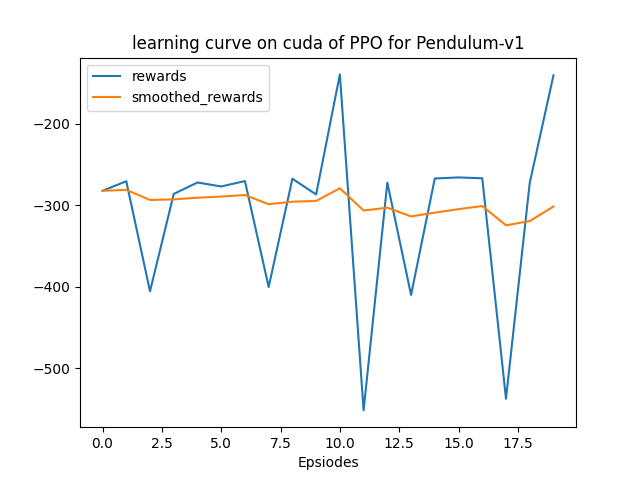 learning curve on cuda of PPO for Pendulum-v1
rewards
smoothed_rewards
−200
−300
−400
−500
0.0 2.5 5.0 7.5 10.0 12.5 15.0 17.5
Epsiodes